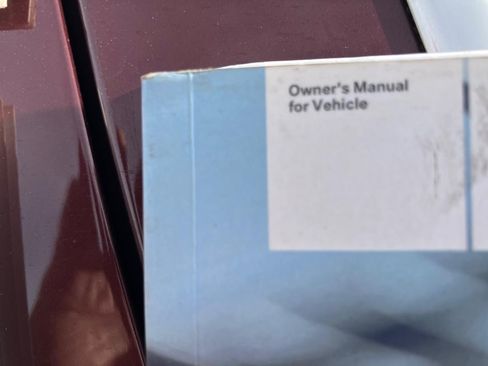 Owner's Manual
for Vehicle